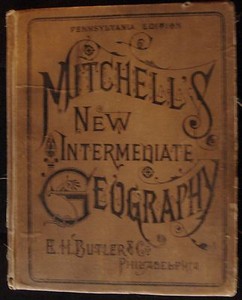 PENNSYLVANIA EDITION.
MITCHELL'S
NEW
INTERMEDIATE
GEOGRAPHY
E.H. BUTLER & Co
PHILADELPHIA